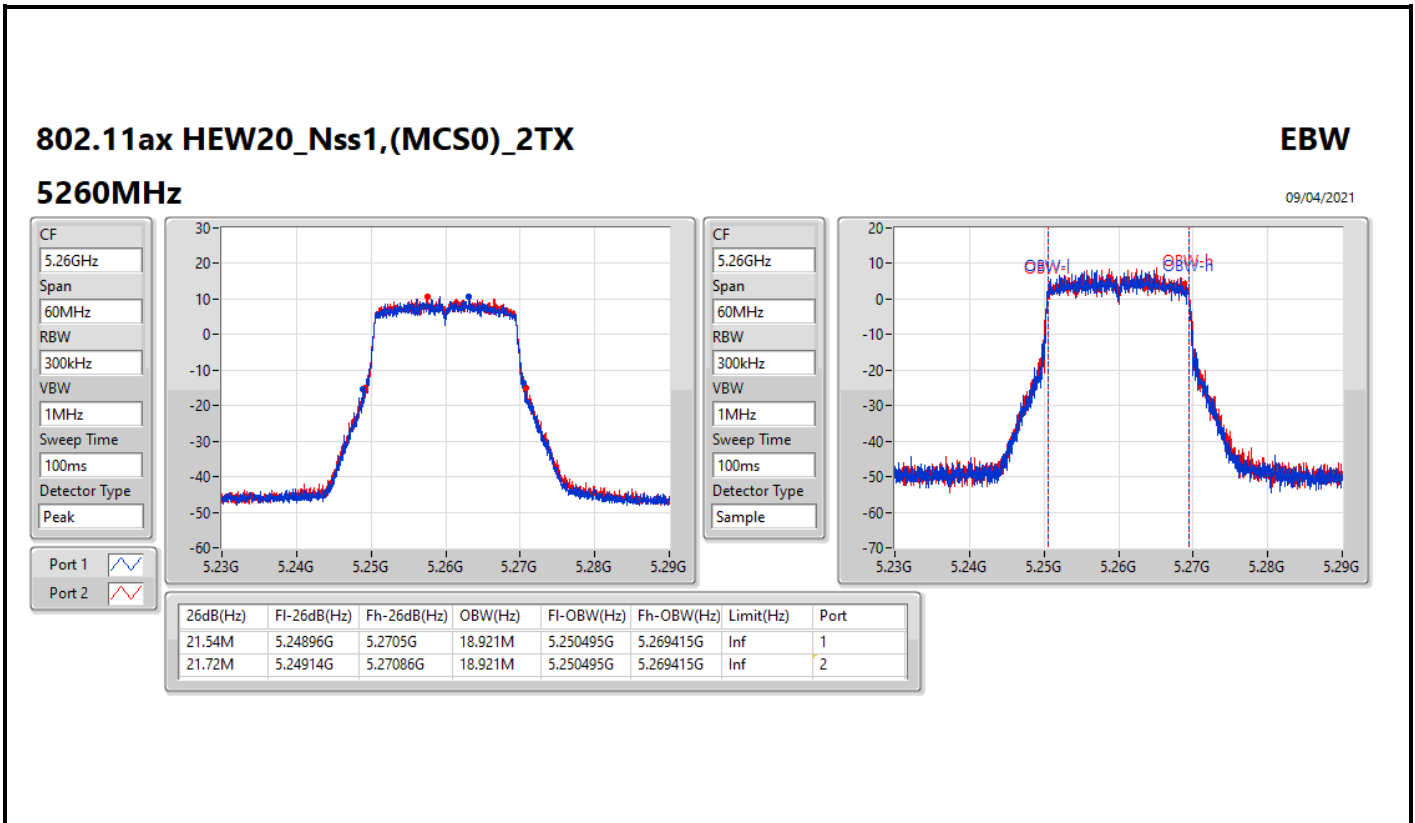 802.11ax HEW20_Nss1,(MCS0)_2TX
EBW
5260MHz
09/04/2021
CF
5.26GHz
Span
60MHz
RBW
300kHz
VBW
1MHz
Sweep Time
100ms
Detector Type
Peak
Port 1
Port 2
30
20
10
0
-10
-20
-30
-40
-50
-60
5.23G 5.24G 5.25G 5.26G 5.27G 5.28G 5.29G
CF
5.26GHz
Span
60MHz
RBW
300kHz
VBW
1MHz
Sweep Time
100ms
Detector Type
Sample
20
10
0
-10
-20
-30
-40
-50
-60
-70
OBW-l
OBW-h
OBW-h
5.23G 5.24G 5.25G 5.26G 5.27G 5.28G 5.29G
26dB(Hz) Fl-26dB(Hz) Fh-26dB(Hz) OBW(Hz) Fl-OBW(Hz) Fh-OBW(Hz) Limit(Hz) Port
21.54M 5.24896G 5.2705G 18.921M 5.250495G 5.269415G Inf 1
21.72M 5.24914G 5.27086G 18.921M 5.250495G 5.269415G Inf 2